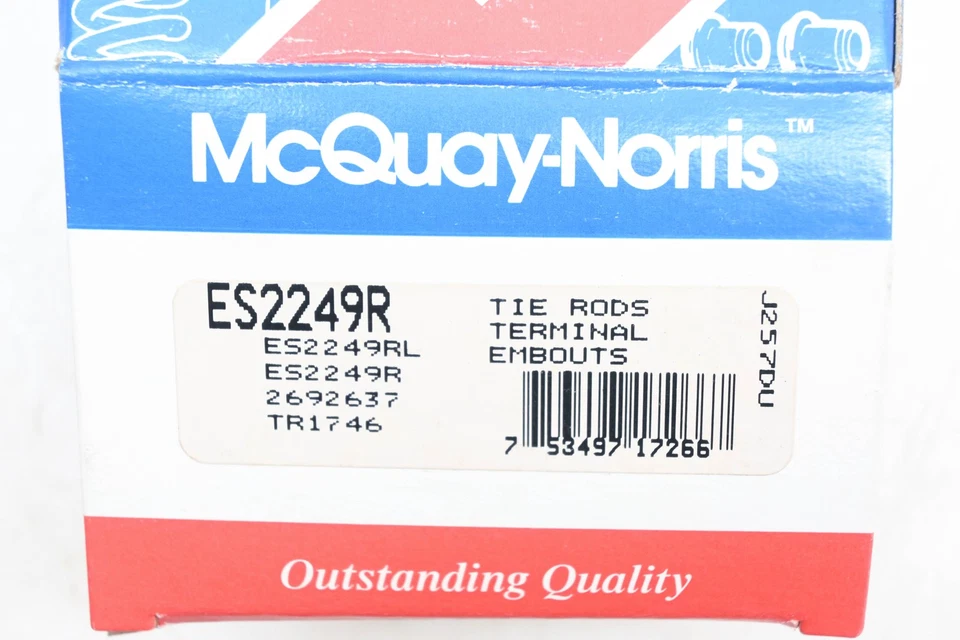 McQuay-Norris™
ES2249R
ES2249RL
ES2249R
2692637
TR1746
TIE RODS
TERMINAL
EMBOUTS
7 53497 17266
J257DU
Outstanding Quality